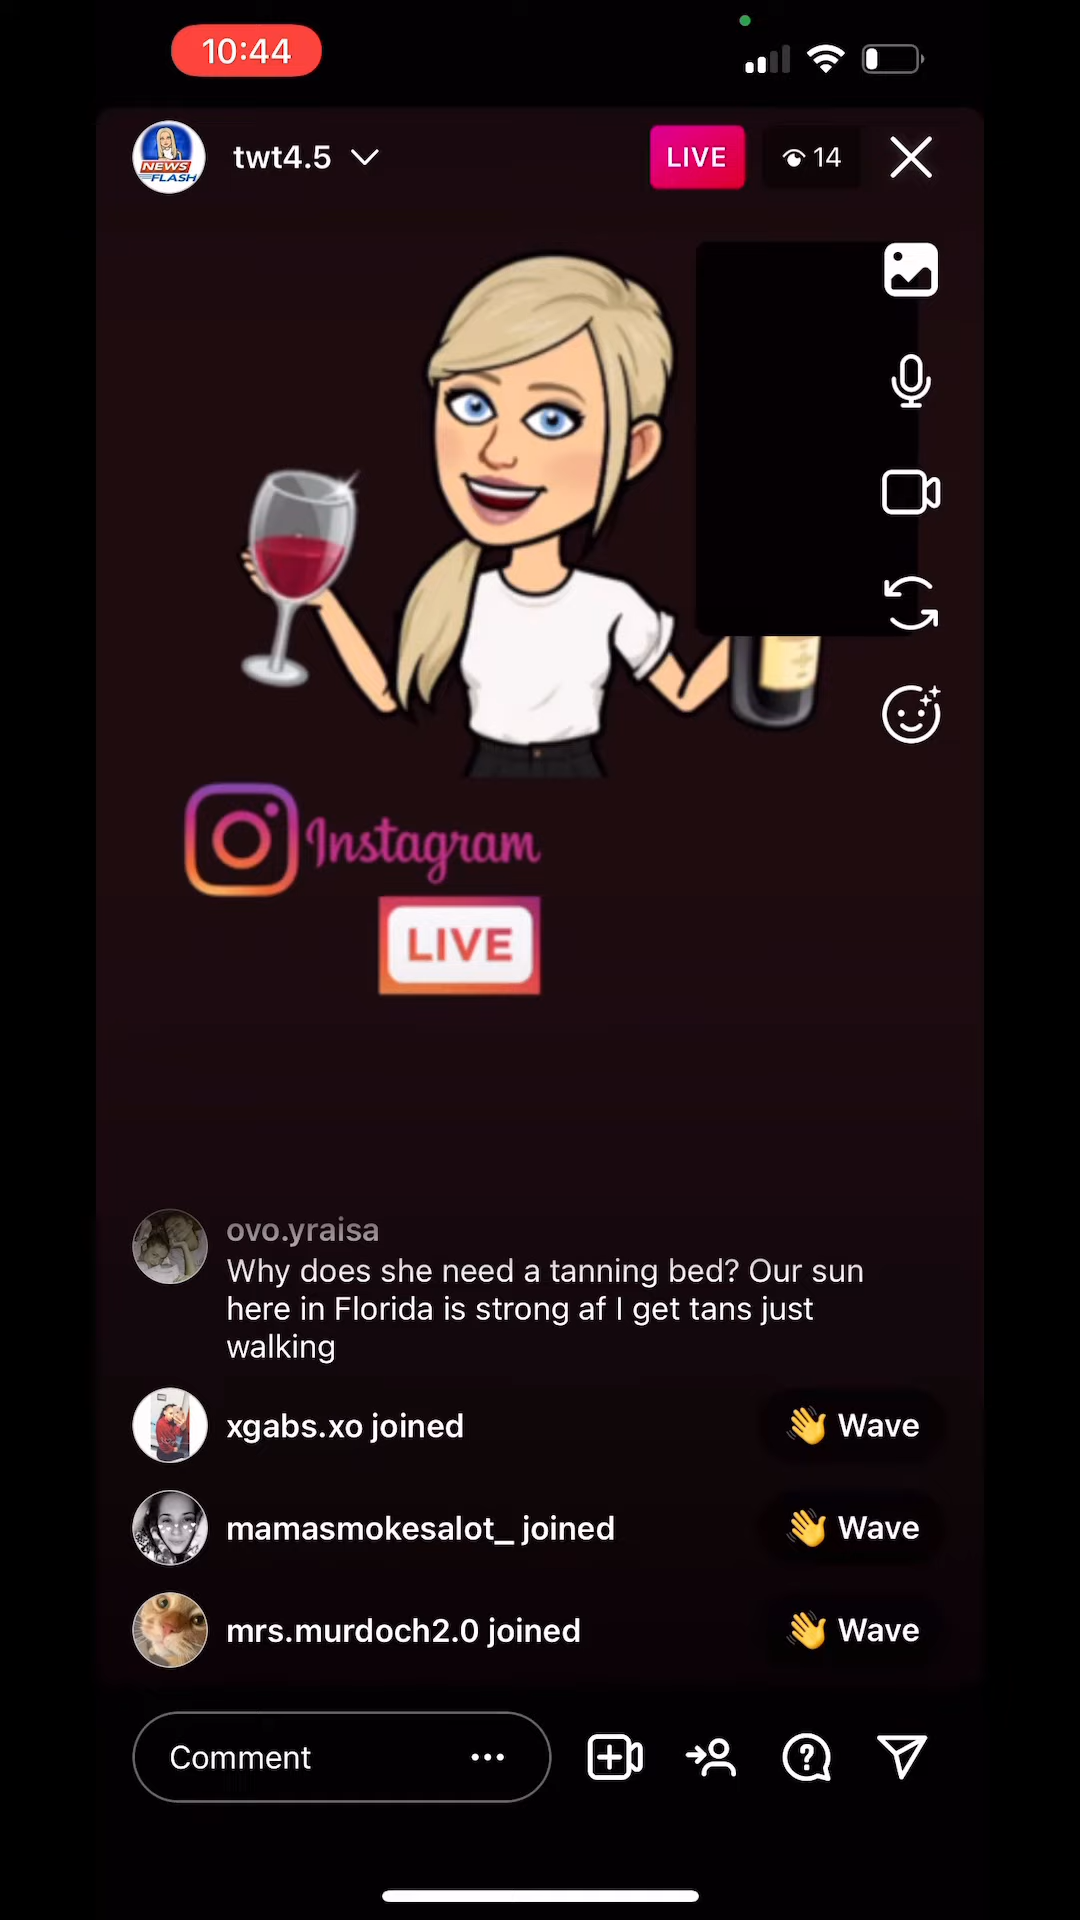 10:44
NEWS
FLASH
twt4.5
LIVE
14
Instagram
LIVE
ovo.yraisa
Why does she need a tanning bed? Our sun
here in Florida is strong af I get tans just
walking
xgabs.xo joined
Wave
mamasmokesalot_ joined
Wave
mrs.murdoch2.0 joined
Wave
Comment